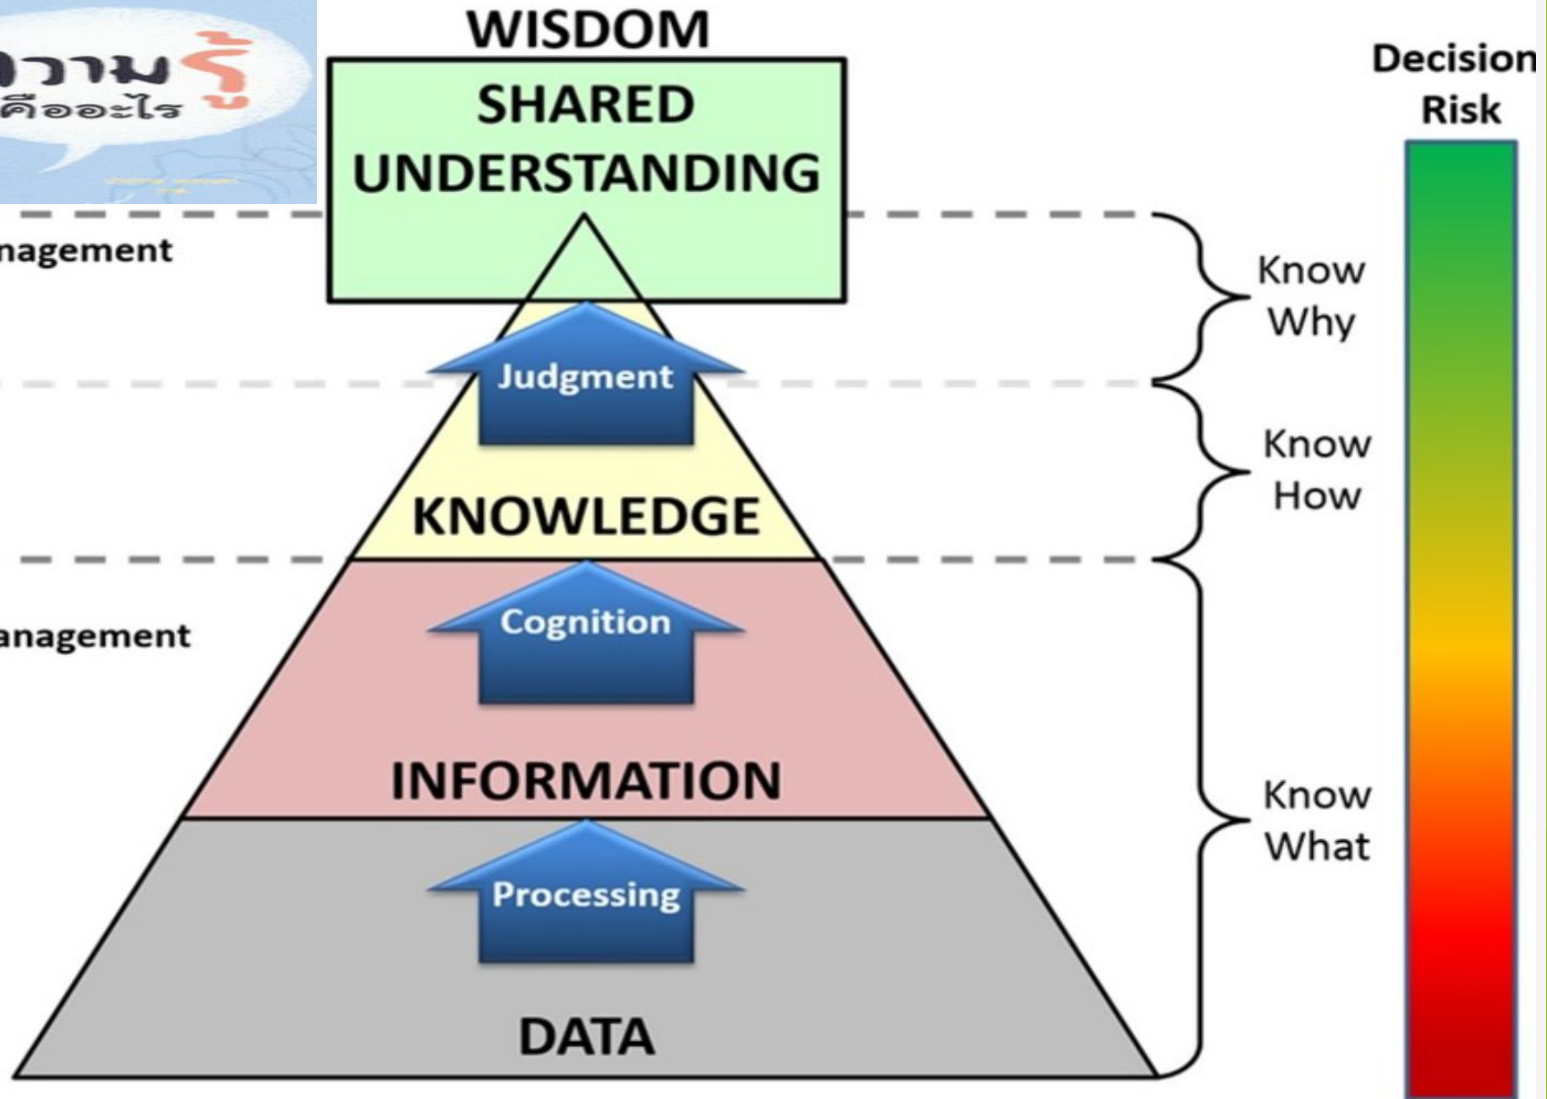 WISDOM
SHARED
UNDERSTANDING
Decision
Risk
ความรู้
คืออะไร
nagement
Know
Why
Judgment
Know
How
KNOWLEDGE
Cognition
anagement
INFORMATION
Know
What
Processing
DATA